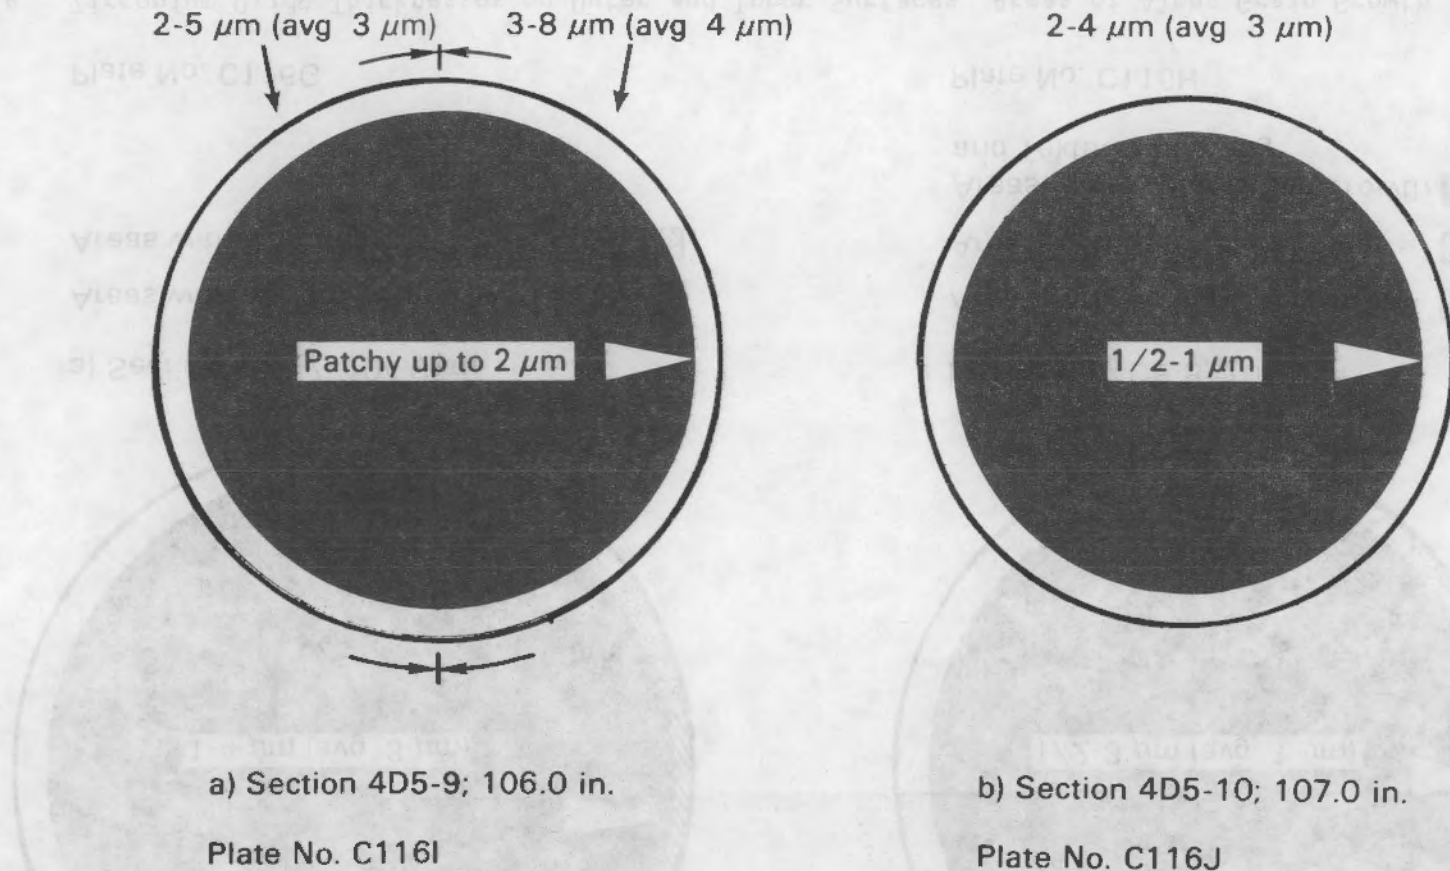 2-5 μm (avg 3 μm)
3-8 μm (avg 4 μm)
Patchy up to 2 μm
a) Section 4D5-9; 106.0 in.
Plate No. C116I
2-4 μm (avg 3 μm)
1/2-1 μm
b) Section 4D5-10; 107.0 in.
Plate No. C116J